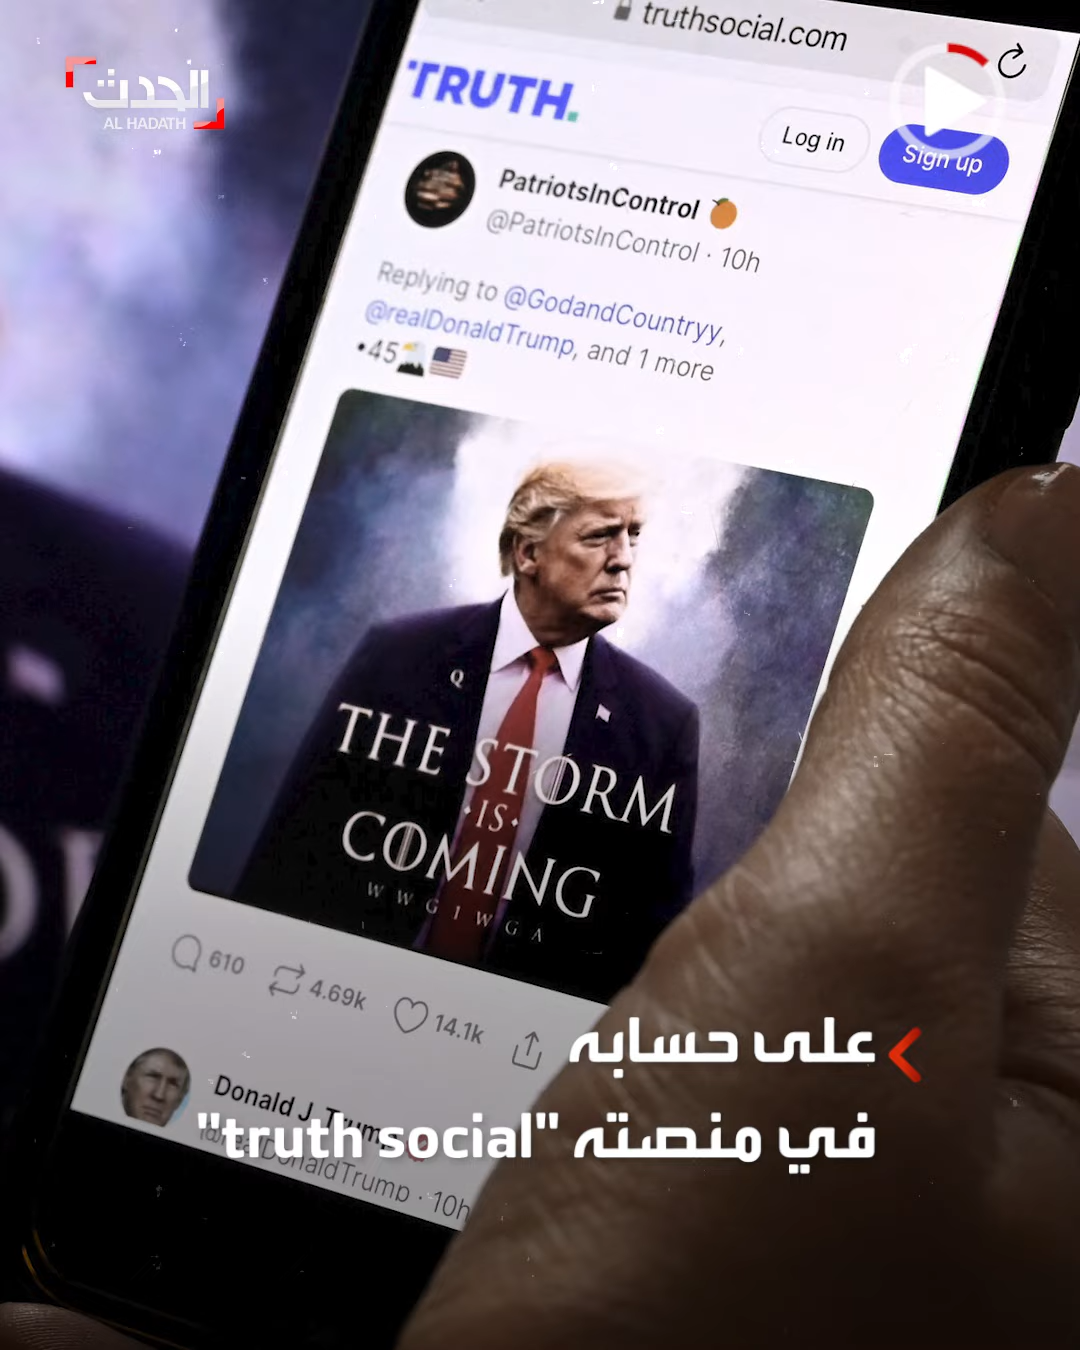 truthsocial.com
الحدث
AL HADATH
TRUTH.
Log in
Sign up
PatriotsInControl
@PatriotsInControl · 10h
Replying to @GodandCountryy,
@realDonaldTrump, and 1 more
•45
Q
THE STORM
·IS·
COMING
W W G 1 W G A
610
4.69k
14.1k
على حسابه
في منصته "truth social"
Donald J. Trump
@realDonaldTrump · 10h